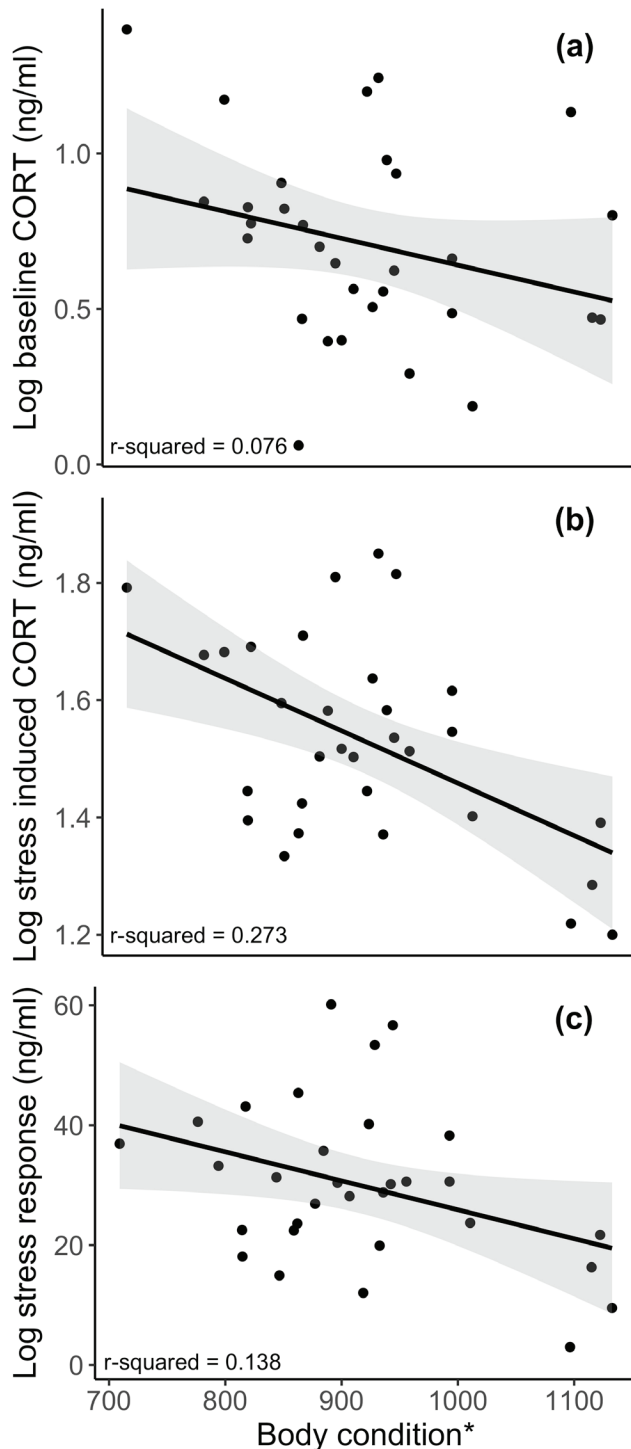 (a)
Log baseline CORT (ng/ml)
1.0
0.5
0.0
r-squared = 0.076
(b)
Log stress induced CORT (ng/ml)
1.8
1.6
1.4
1.2
r-squared = 0.273
(c)
Log stress response (ng/ml)
60
40
20
0
r-squared = 0.138
700 800 900 1000 1100
Body condition*